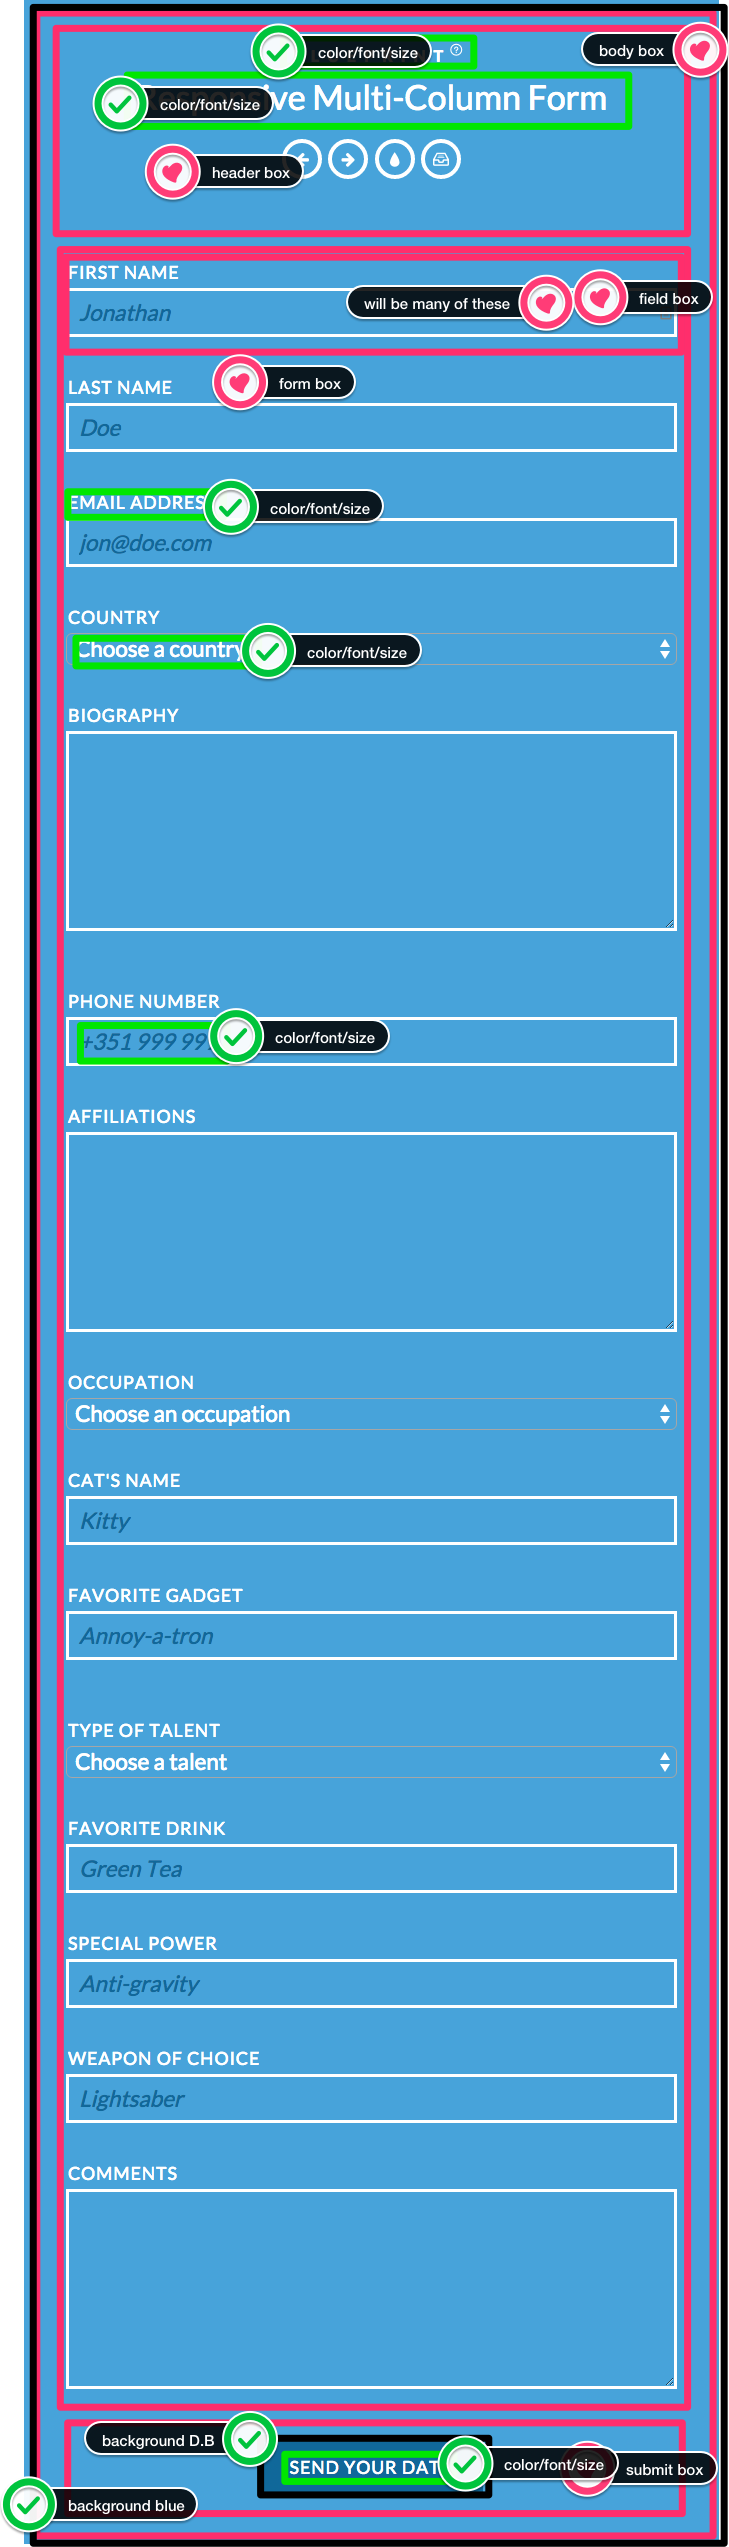 color/font/size
body box
color/font/size
Responsive Multi-Column Form
header box
FIRST NAME
Jonathan
will be many of these
field box
LAST NAME
form box
Doe
EMAIL ADDRES
color/font/size
jon@doe.com
COUNTRY
Choose a country
color/font/size
BIOGRAPHY
PHONE NUMBER
+351 999 99
color/font/size
AFFILIATIONS
OCCUPATION
Choose an occupation
CAT'S NAME
Kitty
FAVORITE GADGET
Annoy-a-tron
TYPE OF TALENT
Choose a talent
FAVORITE DRINK
Green Tea
SPECIAL POWER
Anti-gravity
WEAPON OF CHOICE
Lightsaber
COMMENTS
background D.B
SEND YOUR DAT
color/font/size
submit box
background blue